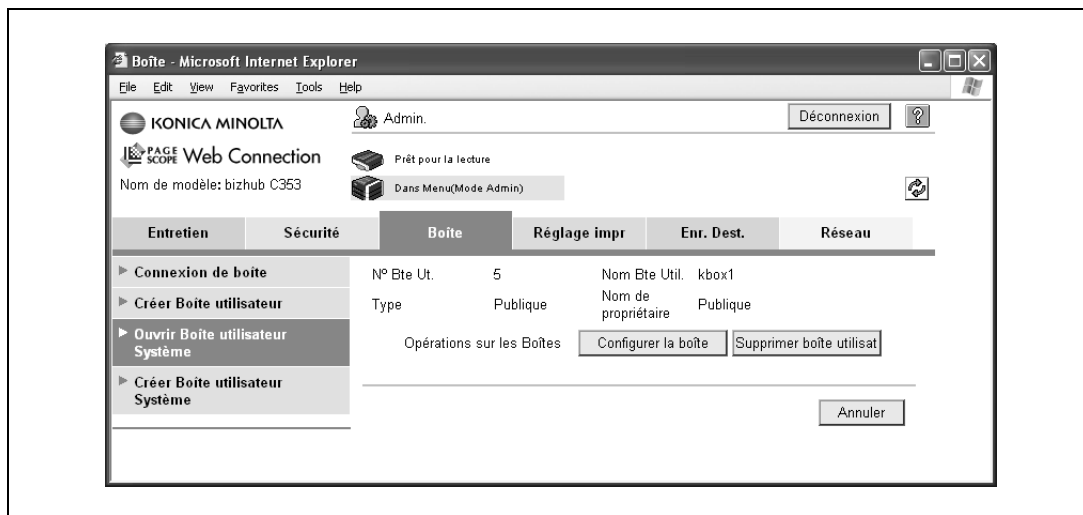 Boîte - Microsoft Internet Explorer
File Edit View Favorites Tools Help
KONICA MINOLTA
Admin.
Déconnexion
?
PAGE SCOPE Web Connection
Prêt pour la lecture
Nom de modèle: bizhub C353
Dans Menu(Mode Admin)
Entretien Sécurité Boîte Réglage impr Enr. Dest. Réseau
Connexion de boîte
Créer Boîte utilisateur
Ouvrir Boîte utilisateur
Système
Créer Boîte utilisateur
Système
Nº Bte Ut. 5 Nom Bte Util. kbox1
Type Publique Nom de
propriétaire Publique
Opérations sur les Boîtes Configurer la boîte Supprimer boîte utilisat
Annuler